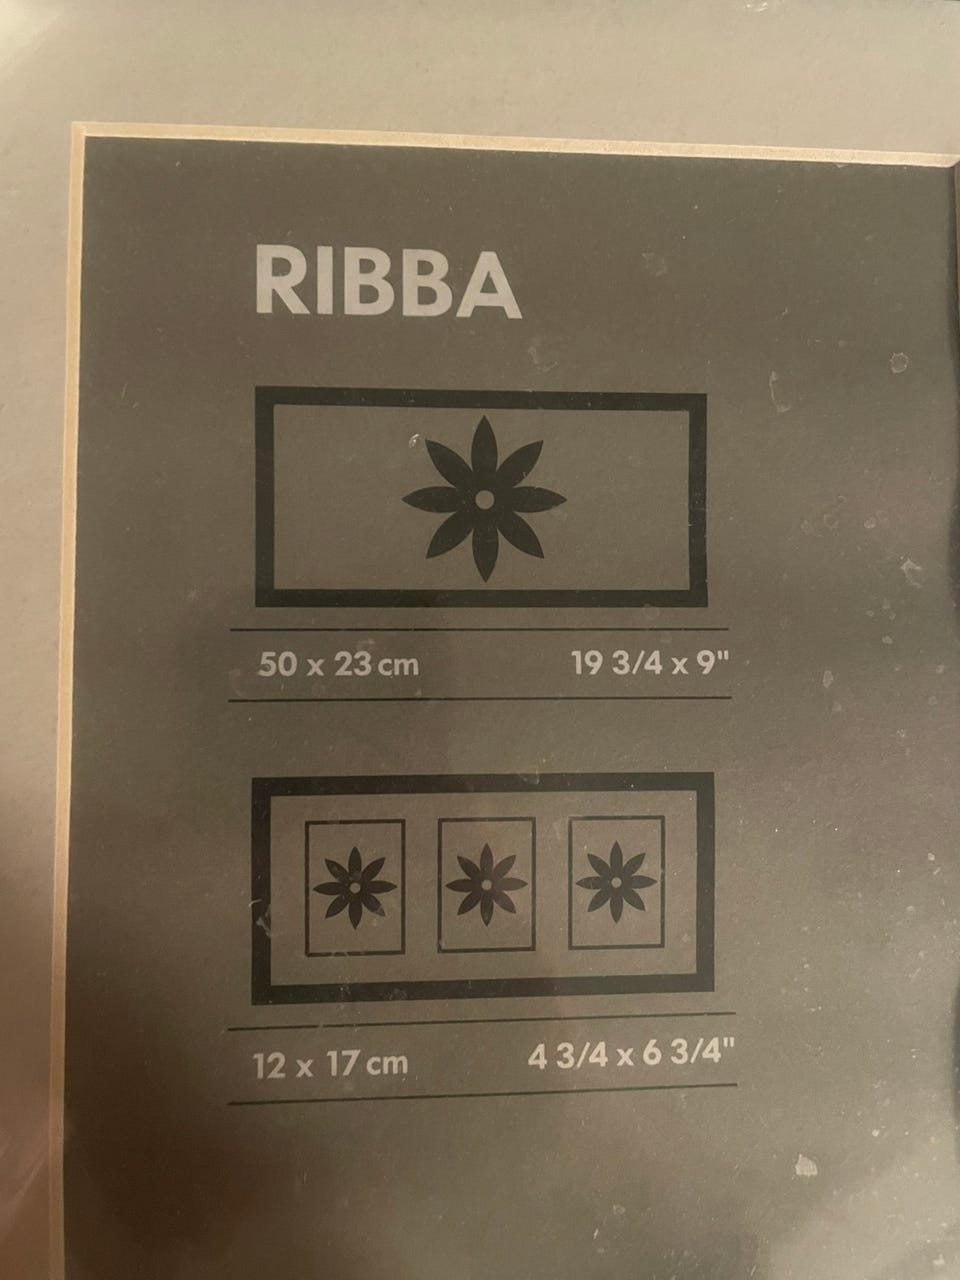 RIBBA
50 x 23 cm 19 3/4 x 9"
12 x 17 cm 4 3/4 x 6 3/4"